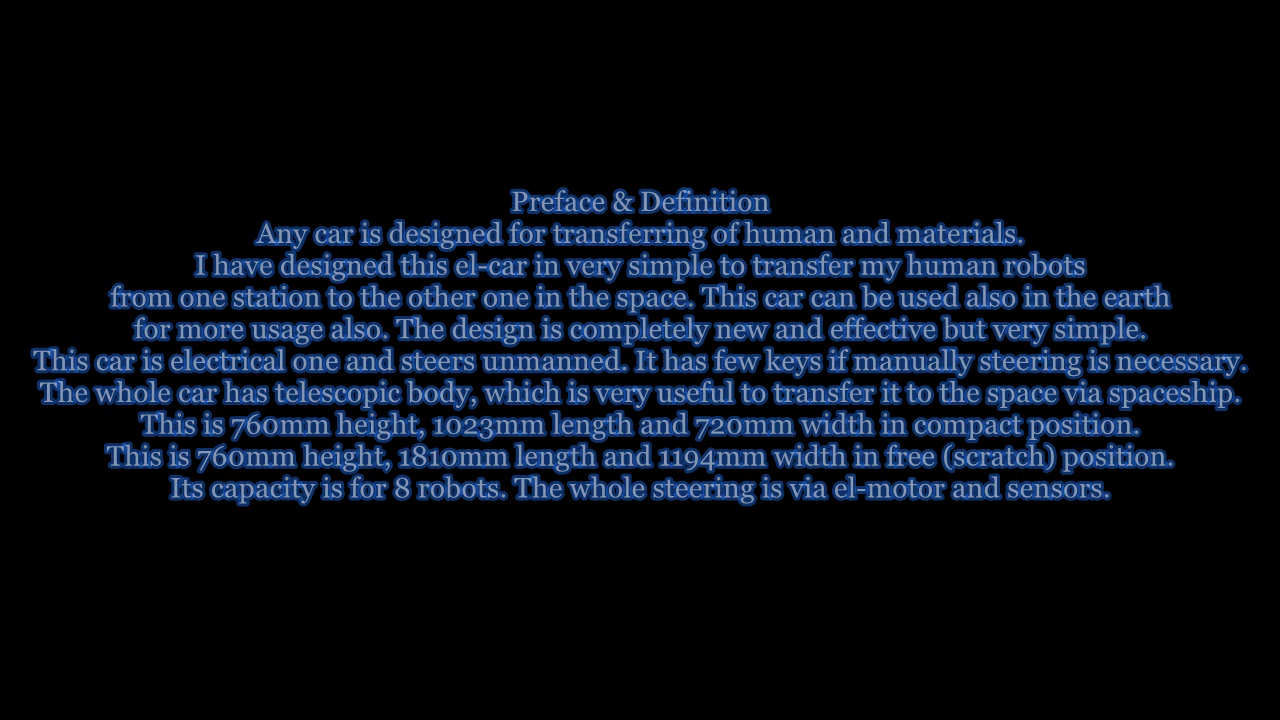 Preface & Definition
Any car is designed for transferring of human and materials.
I have designed this el-car in very simple to transfer my human robots
from one station to the other one in the space. This car can be used also in the earth
for more usage also. The design is completely new and effective but very simple.
This car is electrical one and steers unmanned. It has few keys if manually steering is necessary.
The whole car has telescopic body, which is very useful to transfer it to the space via spaceship.
This is 760mm height, 1023mm length and 720mm width in compact position.
This is 760mm height, 1810mm length and 1194mm width in free (scratch) position.
Its capacity is for 8 robots. The whole steering is via el-motor and sensors.